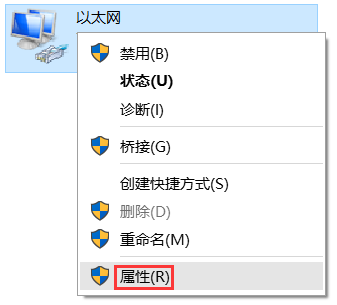 以太网
禁用(B)
状态(U)
诊断(I)
桥接(G)
创建快捷方式(S)
删除(D)
重命名(M)
属性(R)